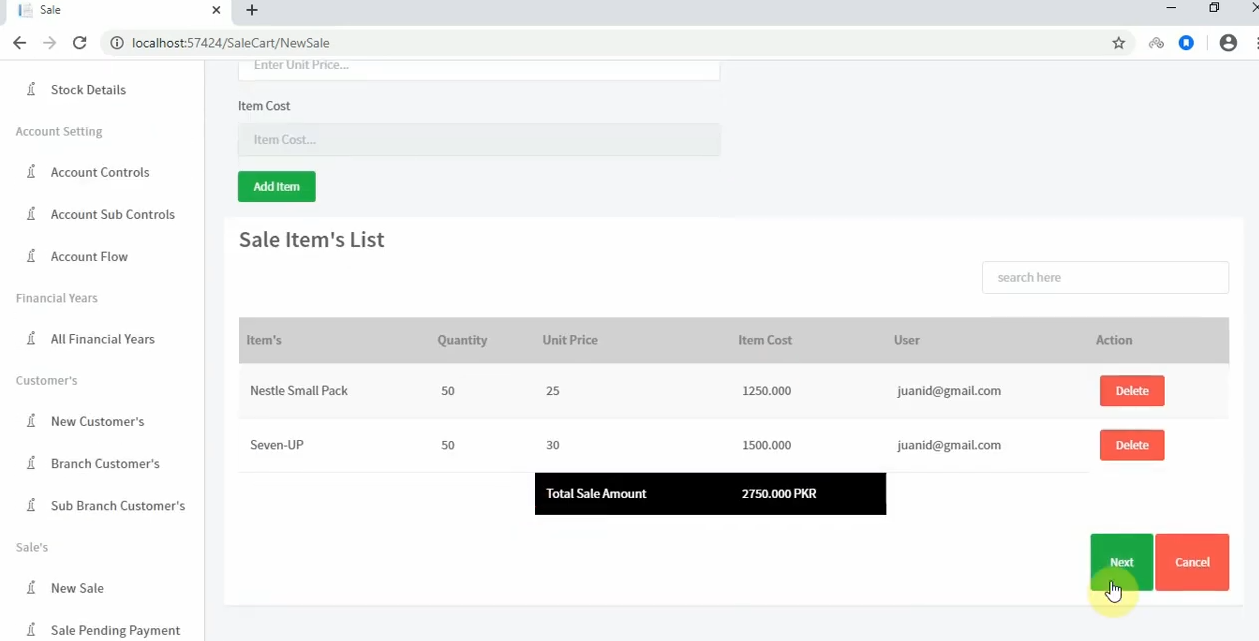 Sale
localhost:57424/SaleCart/NewSale
Stock Details
Account Setting
Account Controls
Account Sub Controls
Account Flow
Financial Years
All Financial Years
Customer's
New Customer's
Branch Customer's
Sub Branch Customer's
Sale's
New Sale
Sale Pending Payment
Enter Unit Price...
Item Cost
Item Cost...
Add Item
Sale Item's List
search here
Item's Quantity Unit Price Item Cost User Action
Nestle Small Pack 50 25 1250.000 juanid@gmail.com Delete
Seven-UP 50 30 1500.000 juanid@gmail.com Delete
Total Sale Amount 2750.000 PKR
Next Cancel